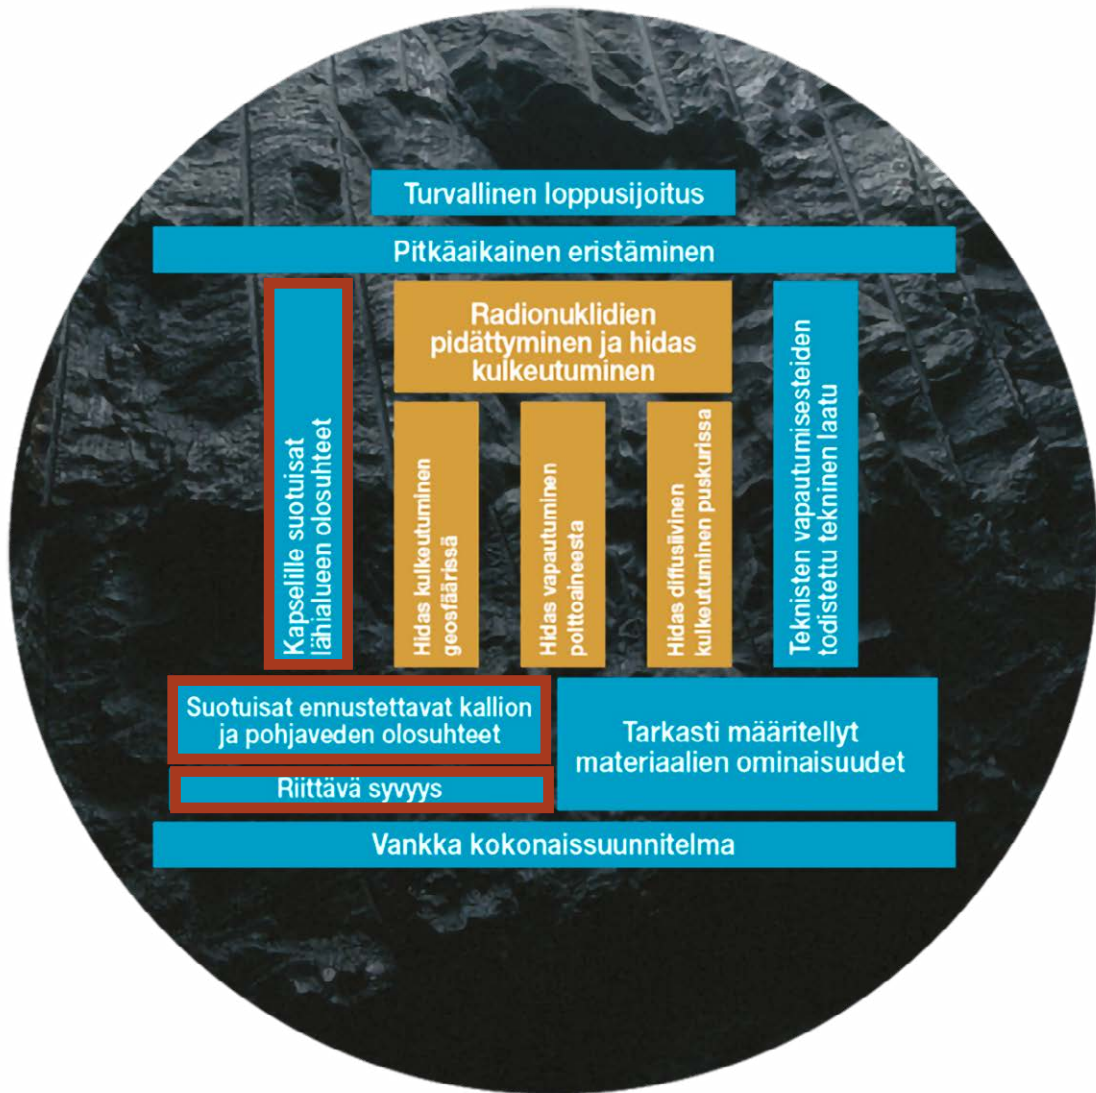 Turvallinen loppusijoitus
Pitkäaikainen eristäminen
Kapselille suotuisat
lähialueen olosuhteet
Radionuklidien
pidättyminen ja hidas
kulkeutuminen
Hidas kulkeutuminen
geosfäärissä
Hidas vapautuminen
polttoaineesta
Hidas diffusiivinen
kulkeutuminen puskurissa
Teknisten vapautumisesteiden
todistettu tekninen laatu
Suotuisat ennustettavat kallion
ja pohjaveden olosuhteet
Riittävä syvyys
Tarkasti määritellyt
materiaalien ominaisuudet
Vankka kokonaissuunnitelma